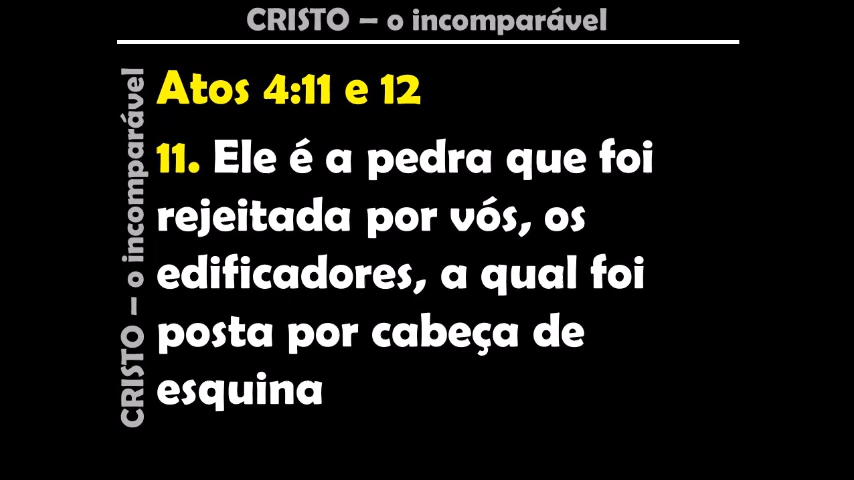 CRISTO – o incomparável
CRISTO – o incomparável
Atos 4:11 e 12
11. Ele é a pedra que foi
rejeitada por vós, os
edificadores, a qual foi
posta por cabeça de
esquina